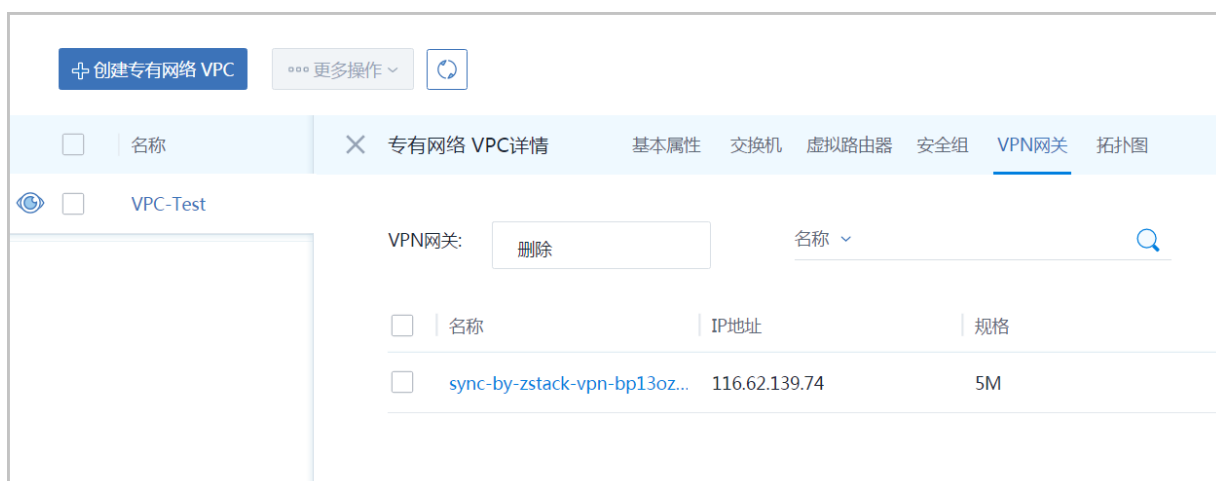 创建专有网络 VPC 更多操作
名称 专有网络 VPC详情 基本属性 交换机 虚拟路由器 安全组 VPN网关 拓扑图
VPC-Test
VPN网关: 删除 名称
名称 IP地址 规格
sync-by-zstack-vpn-bp13oz... 116.62.139.74 5M